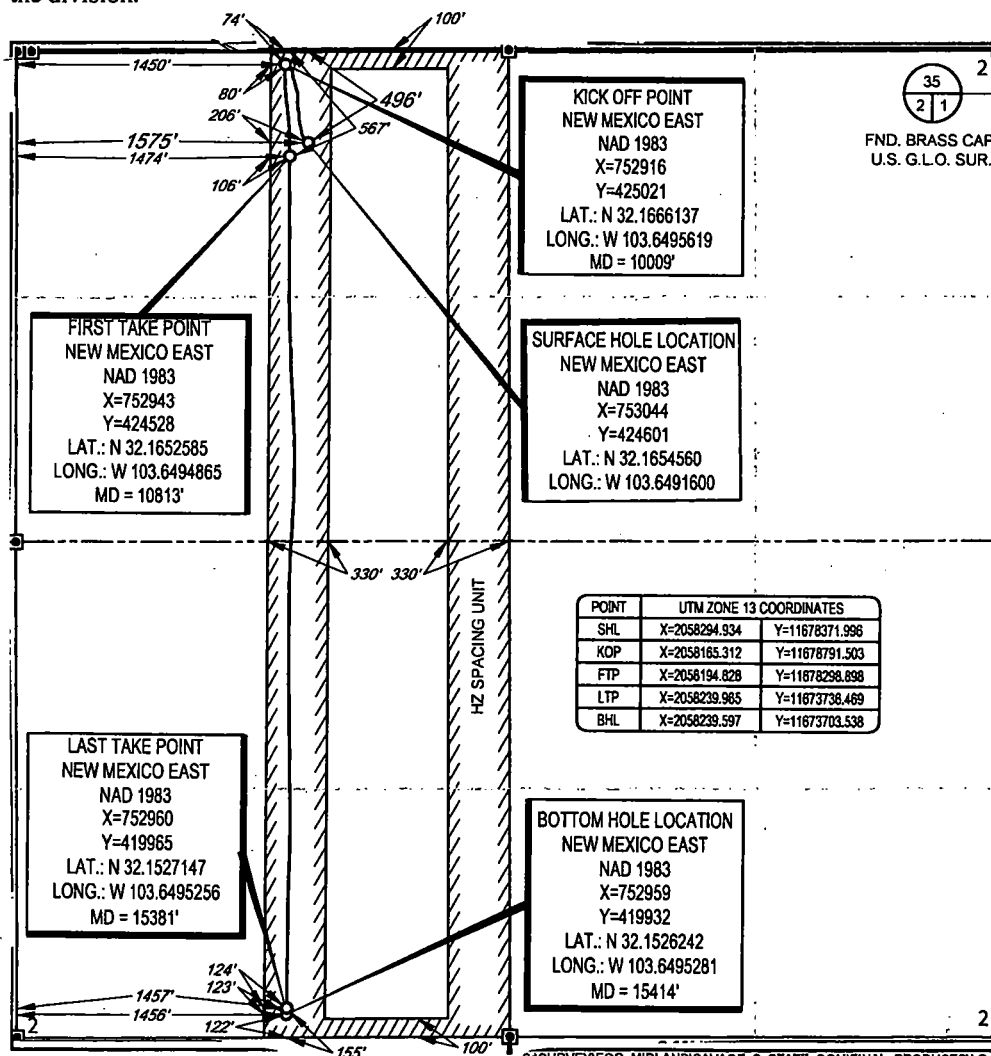 the division.
74'
100'
1450'
80'
496'
206'
567'
1575'
1474'
106'
KICK OFF POINT
NEW MEXICO EAST
NAD 1983
X=752916
Y=425021
LAT.: N 32.1666137
LONG.: W 103.6495619
MD = 10009'
35
2
2 1
FND. BRASS CAP
U.S. G.L.O. SUR.
FIRST TAKE POINT
NEW MEXICO EAST
NAD 1983
X=752943
Y=424528
LAT.: N 32.1652585
LONG.: W 103.6494865
MD = 10813'
SURFACE HOLE LOCATION
NEW MEXICO EAST
NAD 1983
X=753044
Y=424601
LAT.: N 32.1654560
LONG.: W 103.6491600
330' 330'
HZ SPACING UNIT
POINT UTM ZONE 13 COORDINATES
SHL X=2058294.934 Y=11678371.996
KOP X=2058165.312 Y=11678791.503
FTP X=2058194.828 Y=11678298.898
LTP X=2058239.965 Y=11673736.469
BHL X=2058239.597 Y=11673703.538
LAST TAKE POINT
NEW MEXICO EAST
NAD 1983
X=752960
Y=419965
LAT.: N 32.1527147
LONG.: W 103.6495256
MD = 15381'
BOTTOM HOLE LOCATION
NEW MEXICO EAST
NAD 1983
X=752959
Y=419932
LAT.: N 32.1526242
LONG.: W 103.6495281
MD = 15414'
124'
1457'
123'
1456'
2
122'
155'
100'
2